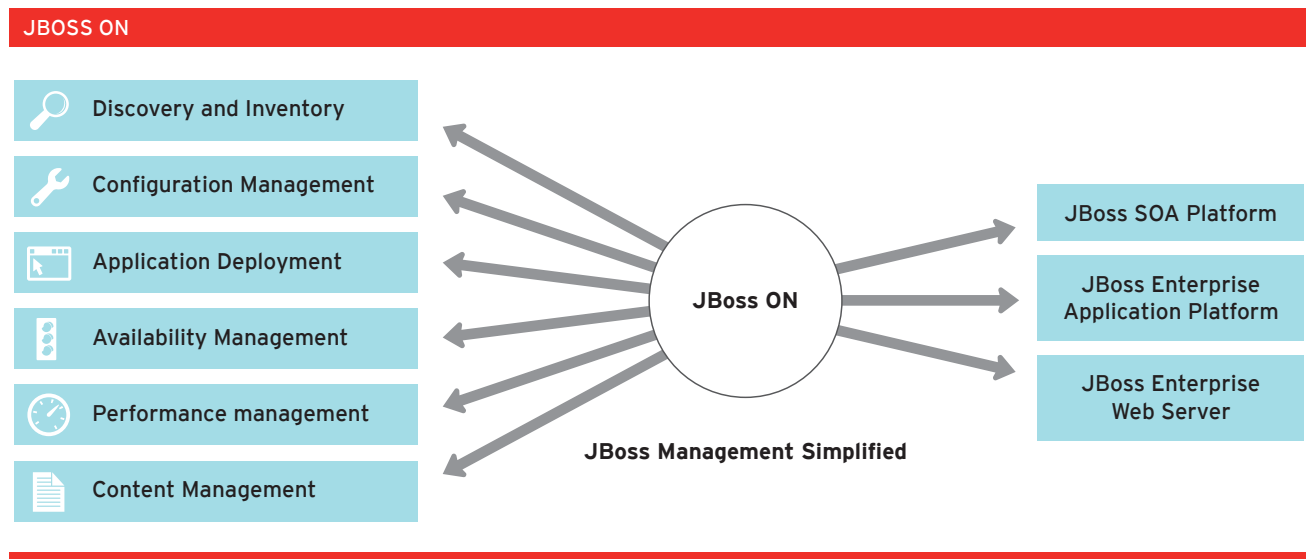 JBOSS ON
Discovery and Inventory
Configuration Management
Application Deployment
Availability Management
Performance management
Content Management
JBoss ON
JBoss Management Simplified
JBoss SOA Platform
JBoss Enterprise
Application Platform
JBoss Enterprise
Web Server